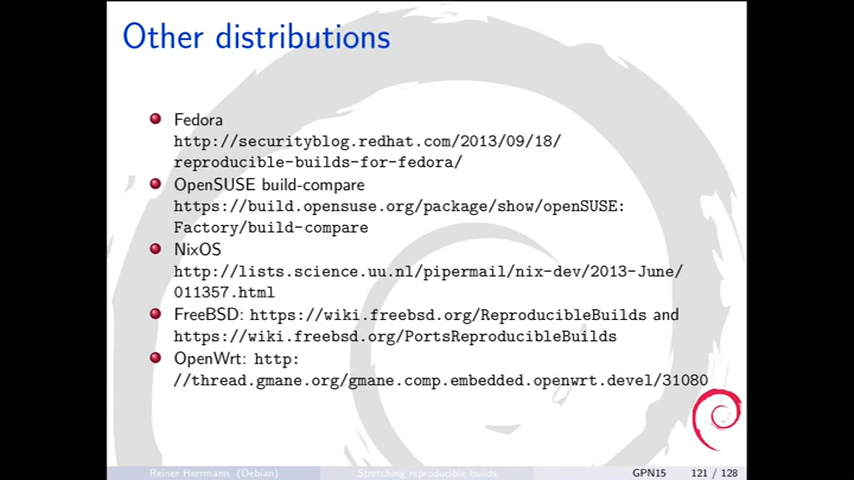 Other distributions
Fedora
http://securityblog.redhat.com/2013/09/18/
reproducible-builds-for-fedora/
OpenSUSE build-compare
https://build.opensuse.org/package/show/openSUSE:
Factory/build-compare
NixOS
http://lists.science.uu.nl/pipermail/nix-dev/2013-June/
011357.html
FreeBSD: https://wiki.freebsd.org/ReproducibleBuilds and
https://wiki.freebsd.org/PortsReproducibleBuilds
OpenWrt: http:
//thread.gmane.org/gmane.comp.embedded.openwrt.devel/31080
Reiner Herrmann (Debian) Stretching reproducible builds GPN15 121 / 128